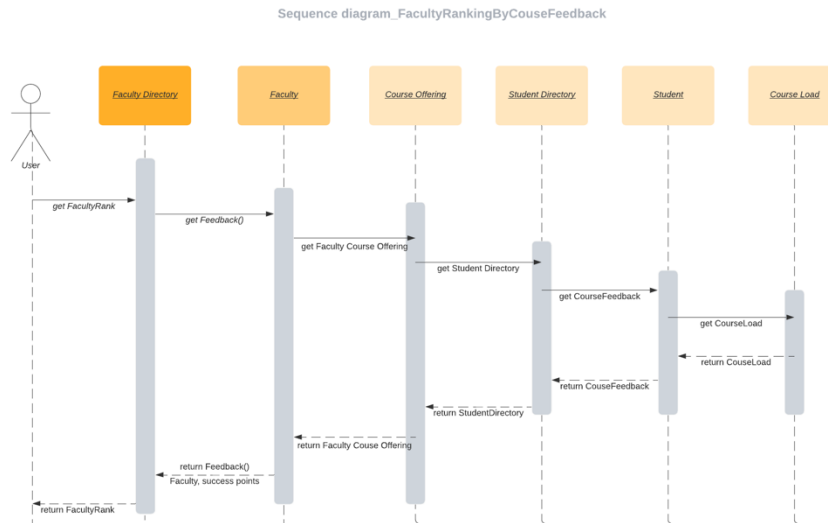 Sequence diagram_FacultyRankingByCouseFeedback
Faculty Directory
Faculty
Course Offering
Student Directory
Student
Course Load
User
get FacultyRank
get Feedback()
get Faculty Course Offering
get Student Directory
get CourseFeedback
get CourseLoad
return CouseLoad
return CouseFeedback
return StudentDirectory
return Faculty Couse Offering
return Feedback()
Faculty, success points
return FacultyRank